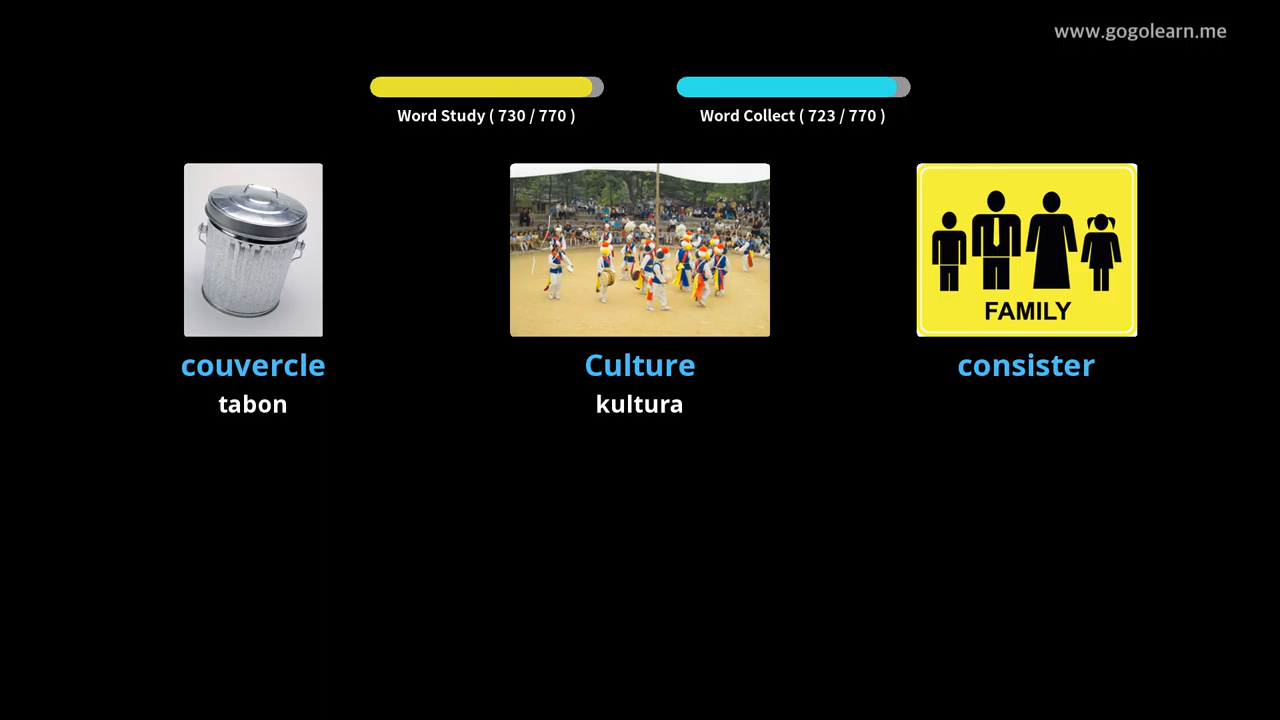 www.gogolearn.me
Word Study ( 730 / 770 )
Word Collect ( 723 / 770 )
FAMILY
couvercle
Culture
consister
tabon
kultura